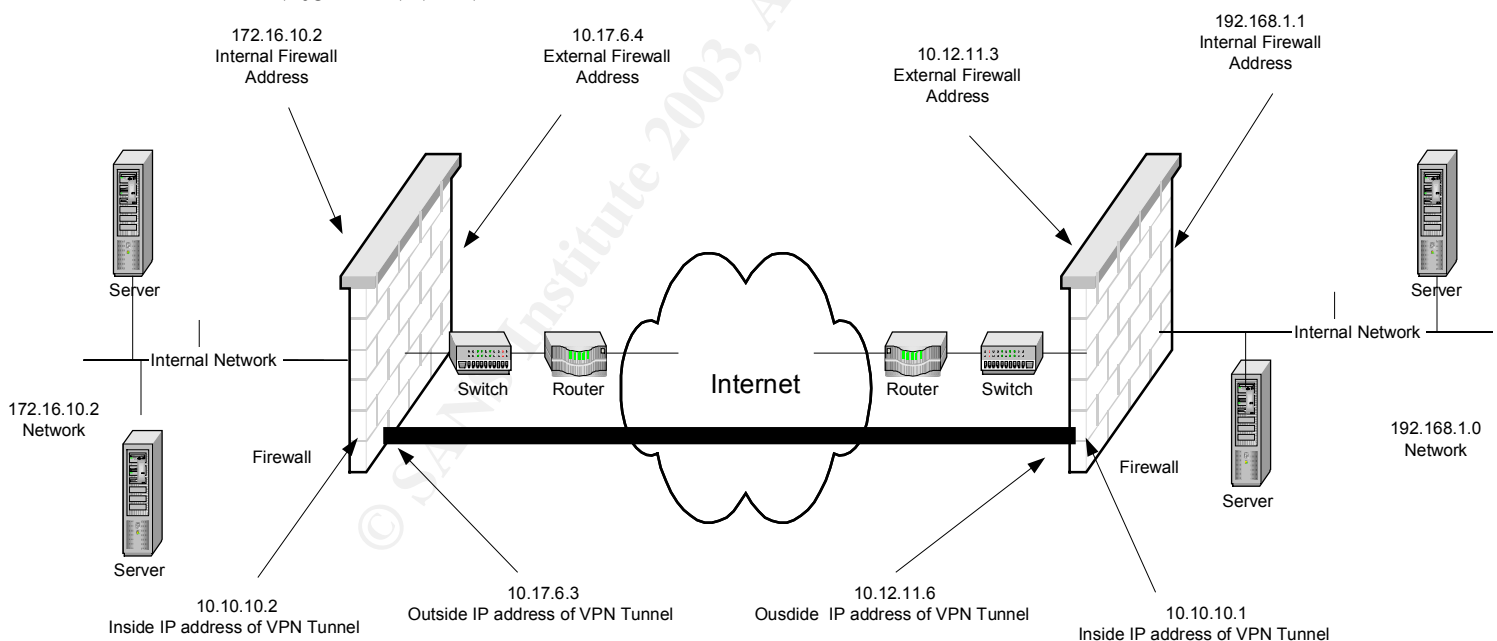 172.16.10.2
Internal Firewall
Address
10.17.6.4
External Firewall
Address
10.12.11.3
External Firewall
Address
192.168.1.1
Internal Firewall
Address
Server
Server
Internal Network
Internal Network
Switch
Router
Internet
Router
Switch
172.16.10.2
Network
192.168.1.0
Network
Firewall
Firewall
Server
Server
10.10.10.2
Inside IP address of VPN Tunnel
10.17.6.3
Outside IP address of VPN Tunnel
10.12.11.6
Ousdide IP address of VPN Tunnel
10.10.10.1
Inside IP address of VPN Tunnel
© SANS Institute 2003,